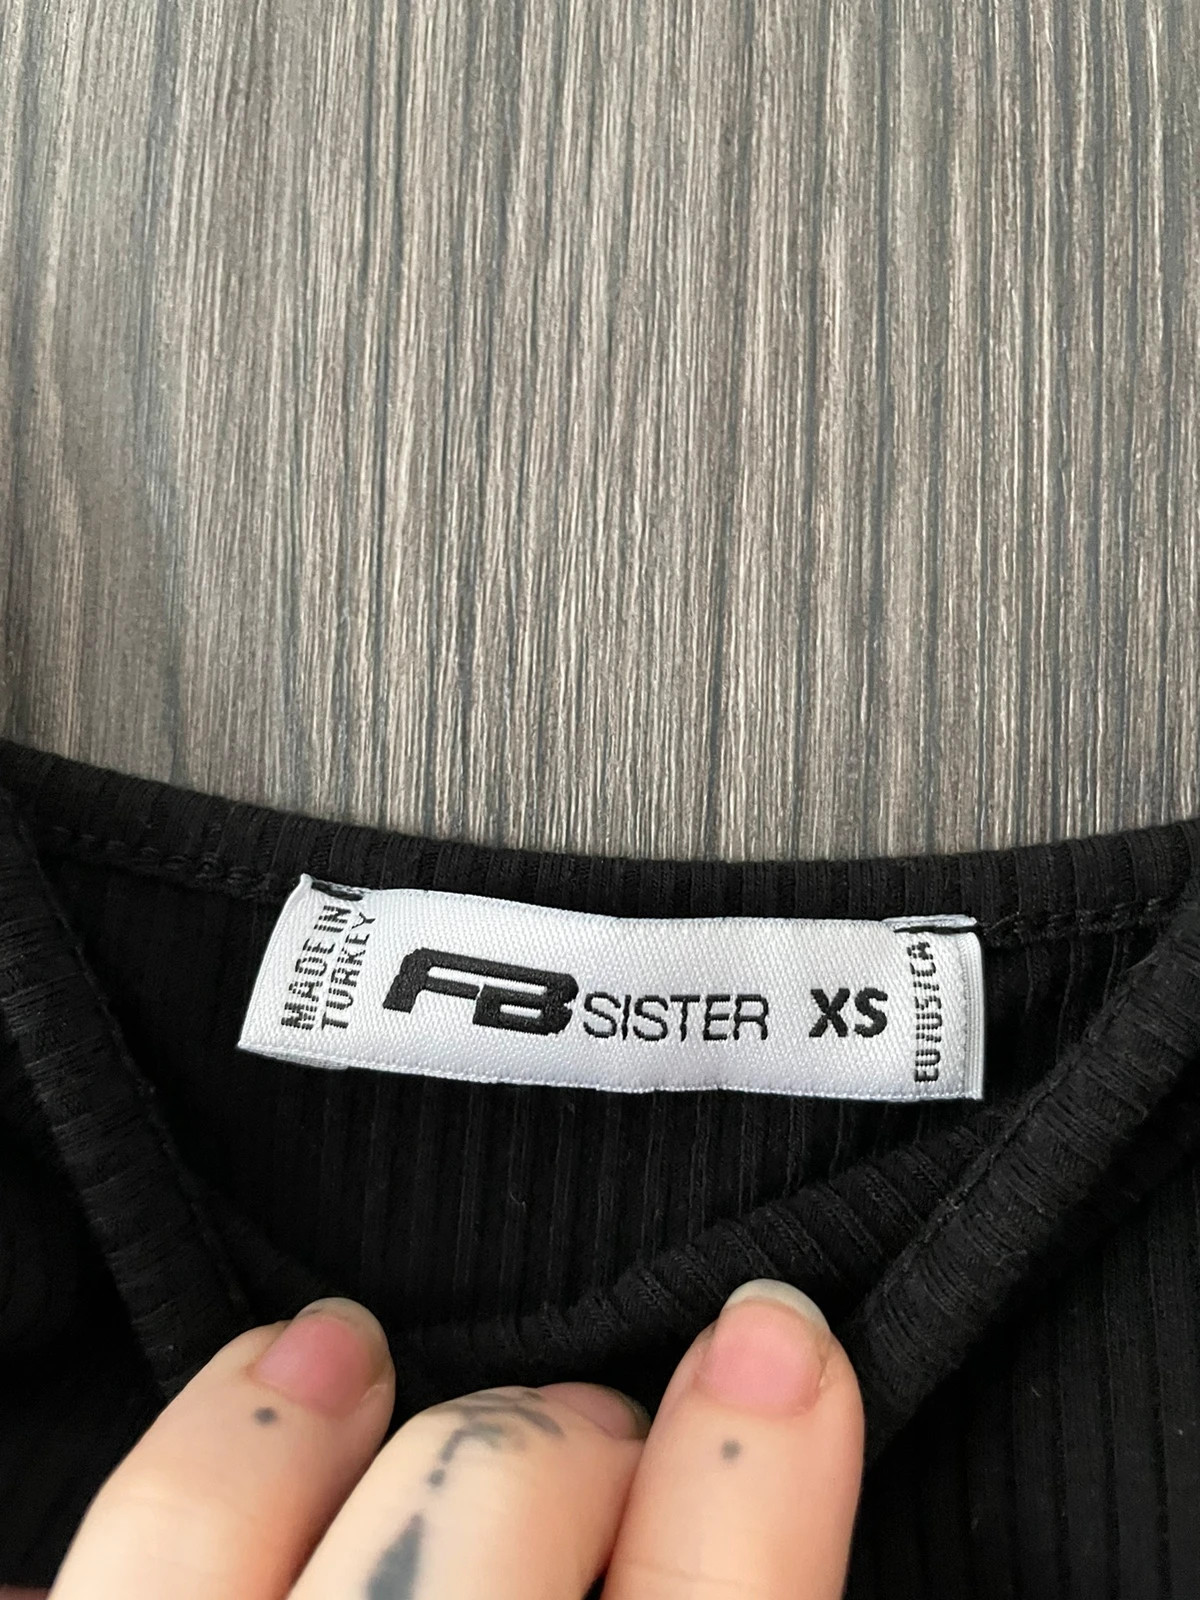 MADE IN
TURKEY
FB SISTER XS
EU/US/CA